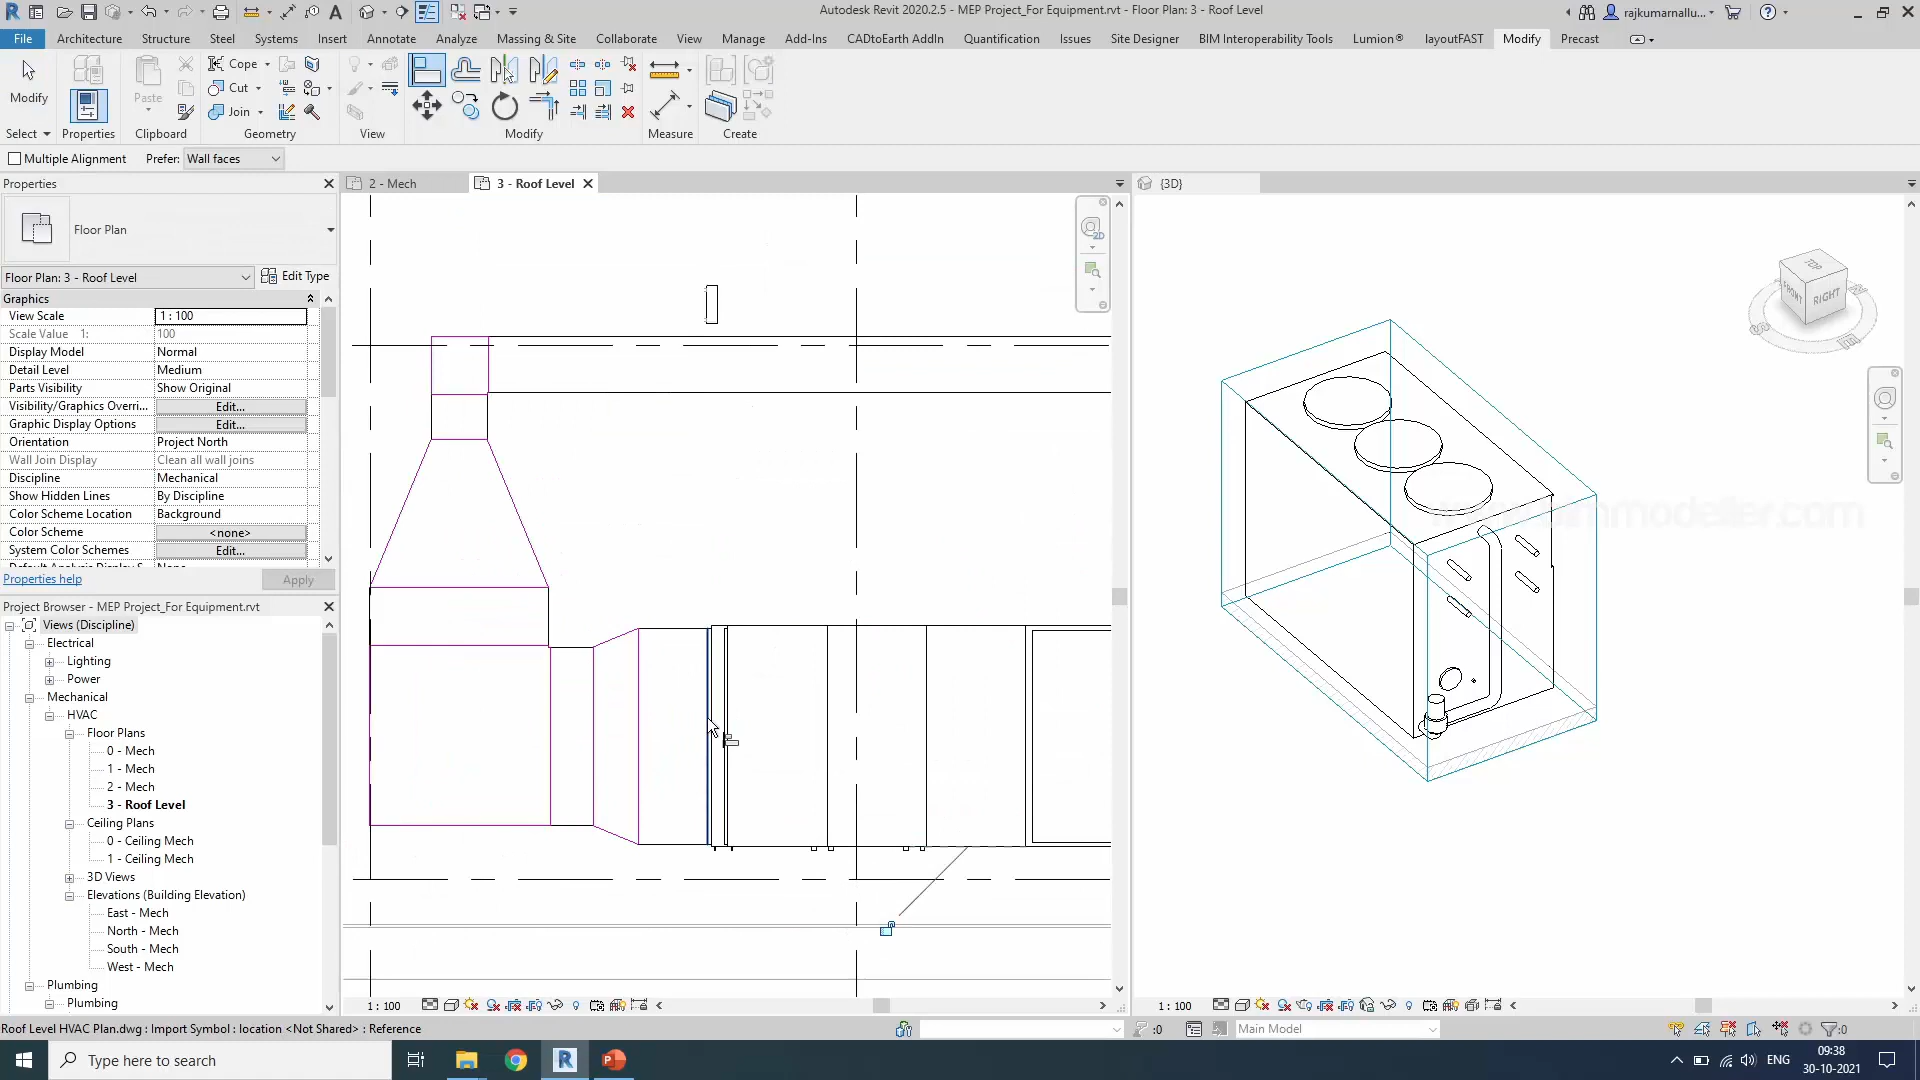 Autodesk Revit 2020.2.5 - MEP Project_For Equipment.rvt - Floor Plan: 3 - Roof Level
rajkumarnallu...
File Architecture Structure Steel Systems Insert Annotate Analyze Massing & Site Collaborate View Manage Add-Ins CADtoEarth AddIn Quantification Issues Site Designer BIM Interoperability Tools Lumion® layoutFAST Modify Precast
Modify
Paste
Cope
Cut
Join
Select Properties Clipboard Geometry View Modify Measure Create
Multiple Alignment Prefer: Wall faces
Properties
2 - Mech
3 - Roof Level
{3D}
Floor Plan
Floor Plan: 3 - Roof Level
Edit Type
Graphics
View Scale 1 : 100
Scale Value 1: 100
Display Model Normal
Detail Level Medium
Parts Visibility Show Original
Visibility/Graphics Overri... Edit...
Graphic Display Options Edit...
Orientation Project North
Wall Join Display Clean all wall joins
Discipline Mechanical
Show Hidden Lines By Discipline
Color Scheme Location Background
Color Scheme <none>
System Color Schemes Edit...
Properties help
Apply
Project Browser - MEP Project_For Equipment.rvt
Views (Discipline)
Electrical
Lighting
Power
Mechanical
HVAC
Floor Plans
0 - Mech
1 - Mech
2 - Mech
3 - Roof Level
Ceiling Plans
0 - Ceiling Mech
1 - Ceiling Mech
3D Views
Elevations (Building Elevation)
East - Mech
North - Mech
South - Mech
West - Mech
Plumbing
Plumbing
2D
TOP
FRONT
RIGHT
S
1 : 100
1 : 100
Roof Level HVAC Plan.dwg : Import Symbol : location <Not Shared> : Reference
:0
Main Model
:0
Type here to search
ENG
09:38
30-10-2021